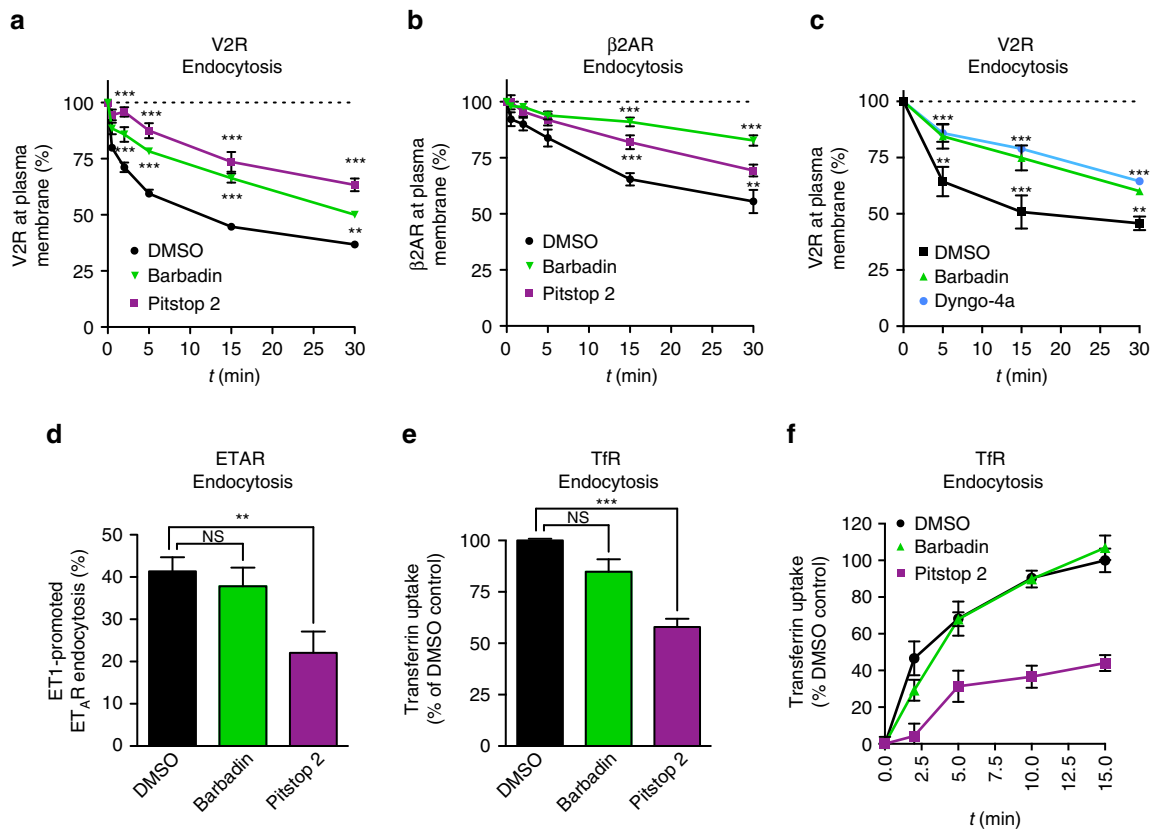 a
V2R
Endocytosis
V2R at plasma
membrane (%)
100
75
50
25
0
***
***
***
***
***
***
***
**
DMSO
Barbadin
Pitstop 2
0 5 10 15 20 25 30
t (min)
b
β2AR
Endocytosis
β2AR at plasma
membrane (%)
100
75
50
25
0
***
***
***
**
DMSO
Barbadin
Pitstop 2
0 5 10 15 20 25 30
t (min)
c
V2R
Endocytosis
V2R at plasma
membrane (%)
100
75
50
25
0
***
**
***
***
***
**
DMSO
Barbadin
Dyngo-4a
0 5 10 15 20 25 30
t (min)
d
ETAR
Endocytosis
ET1-promoted
ETAR endocytosis (%)
50
40
30
20
10
0
**
NS
DMSO
Barbadin
Pitstop 2
e
TfR
Endocytosis
Transferrin uptake
(% of DMSO control)
100
75
50
25
0
***
NS
DMSO
Barbadin
Pitstop 2
f
TfR
Endocytosis
Transferrin uptake
(% DMSO control)
120
100
80
60
40
20
0
DMSO
Barbadin
Pitstop 2
0.0 2.5 5.0 7.5 10.0 12.5 15.0
t (min)